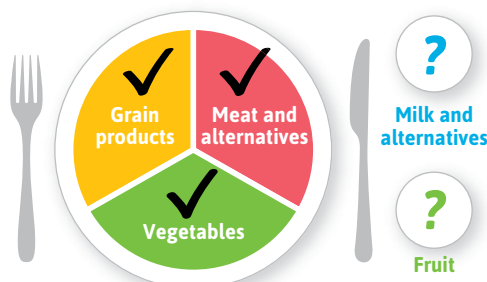 Grain
products
Meat and
alternatives
Vegetables
?
Milk and
alternatives
?
Fruit